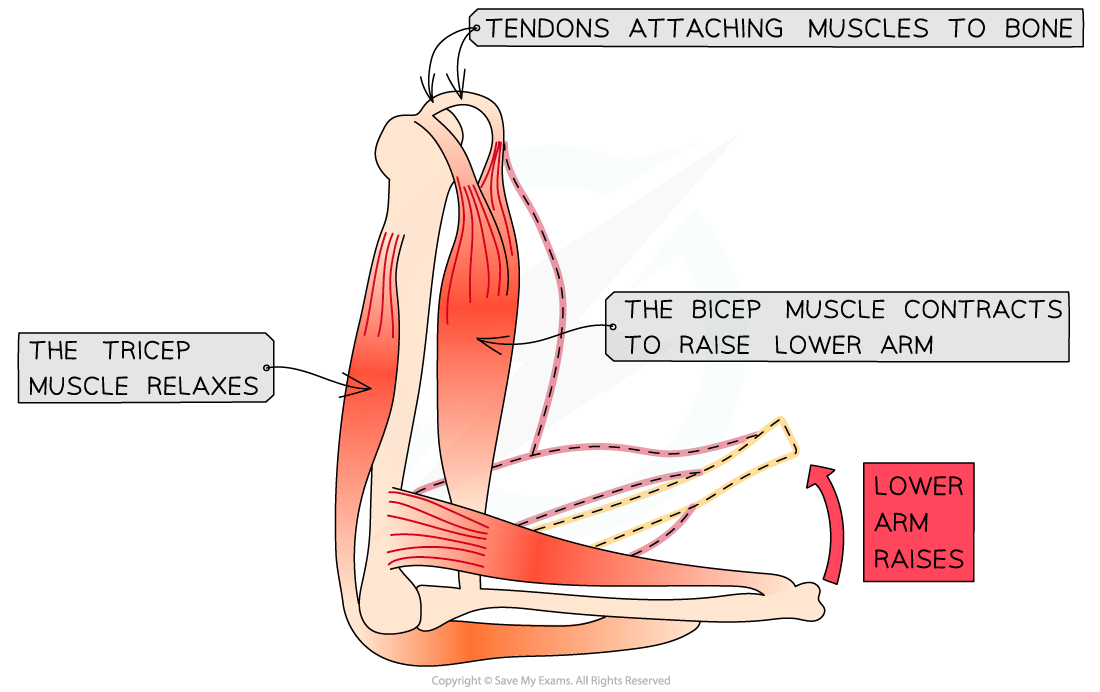 TENDONS ATTACHING MUSCLES TO BONE
THE BICEP MUSCLE CONTRACTS
TO RAISE LOWER ARM
THE TRICEP
MUSCLE RELAXES
LOWER
ARM
RAISES
Copyright © Save My Exams. All Rights Reserved